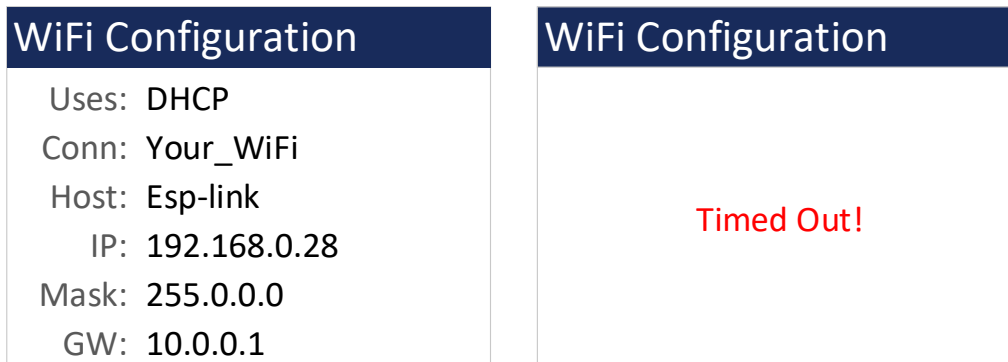 WiFi Configuration
Uses: DHCP
Conn: Your_WiFi
Host: Esp-link
IP: 192.168.0.28
Mask: 255.0.0.0
GW: 10.0.0.1
WiFi Configuration
Timed Out!